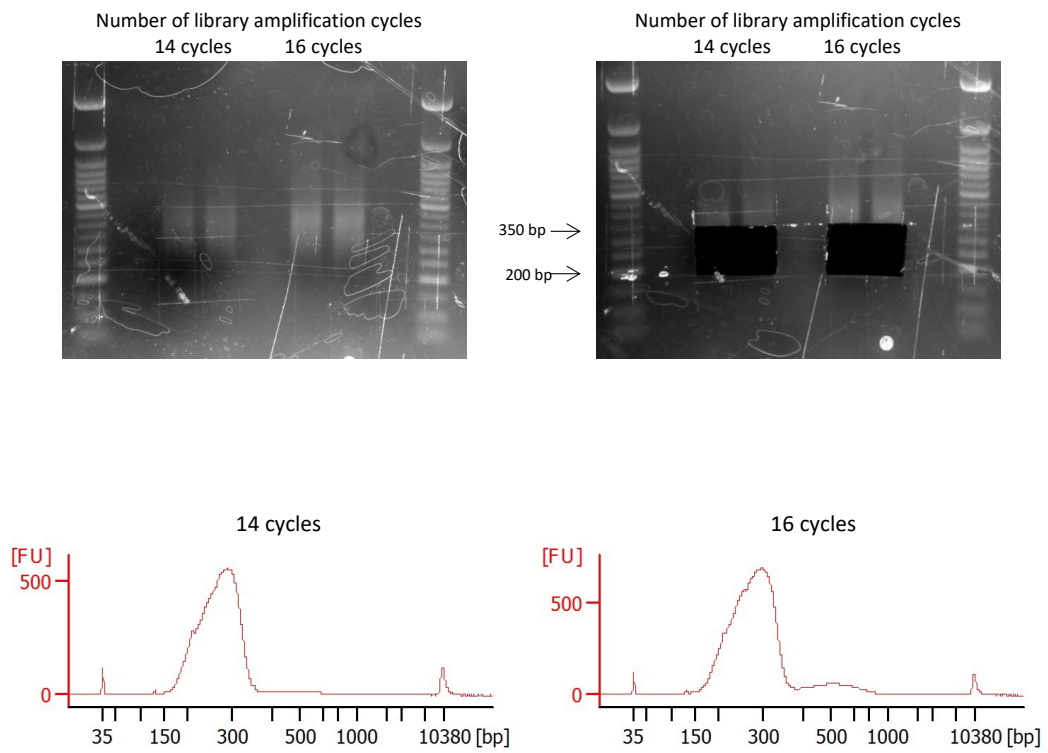 Number of library amplification cycles
14 cycles 16 cycles
Number of library amplification cycles
14 cycles 16 cycles
350 bp
200 bp
14 cycles
[FU]
500
0
35 150 300 500 1000 10380 [bp]
16 cycles
[FU]
500
0
35 150 300 500 1000 10380 [bp]